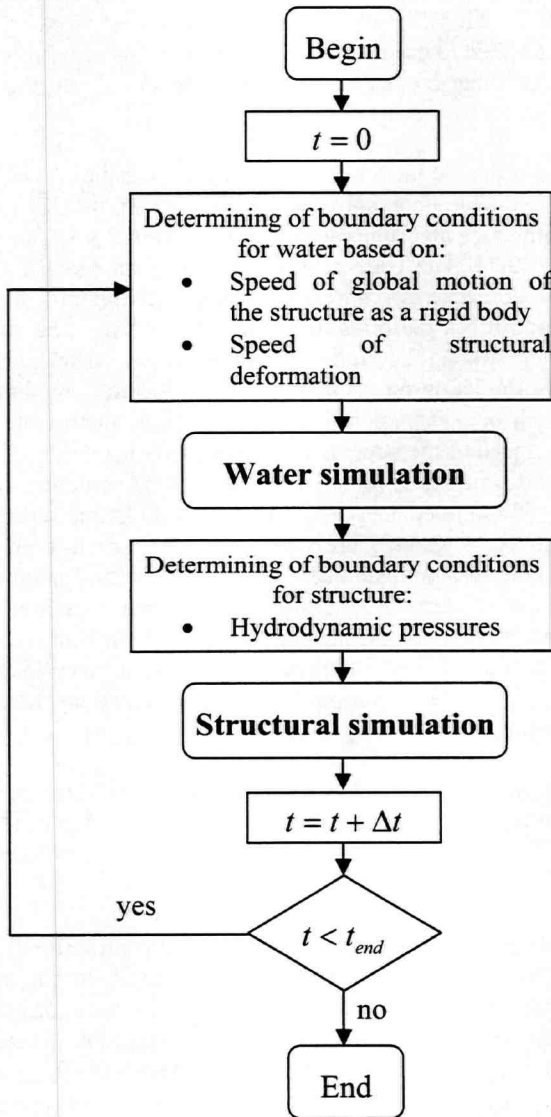 Begin
t = 0
Determining of boundary conditions
for water based on:
• Speed of global motion of
the structure as a rigid body
• Speed of structural
deformation
Water simulation
Determining of boundary conditions
for structure:
• Hydrodynamic pressures
Structural simulation
t = t + Δt
yes
t < t_end
no
End